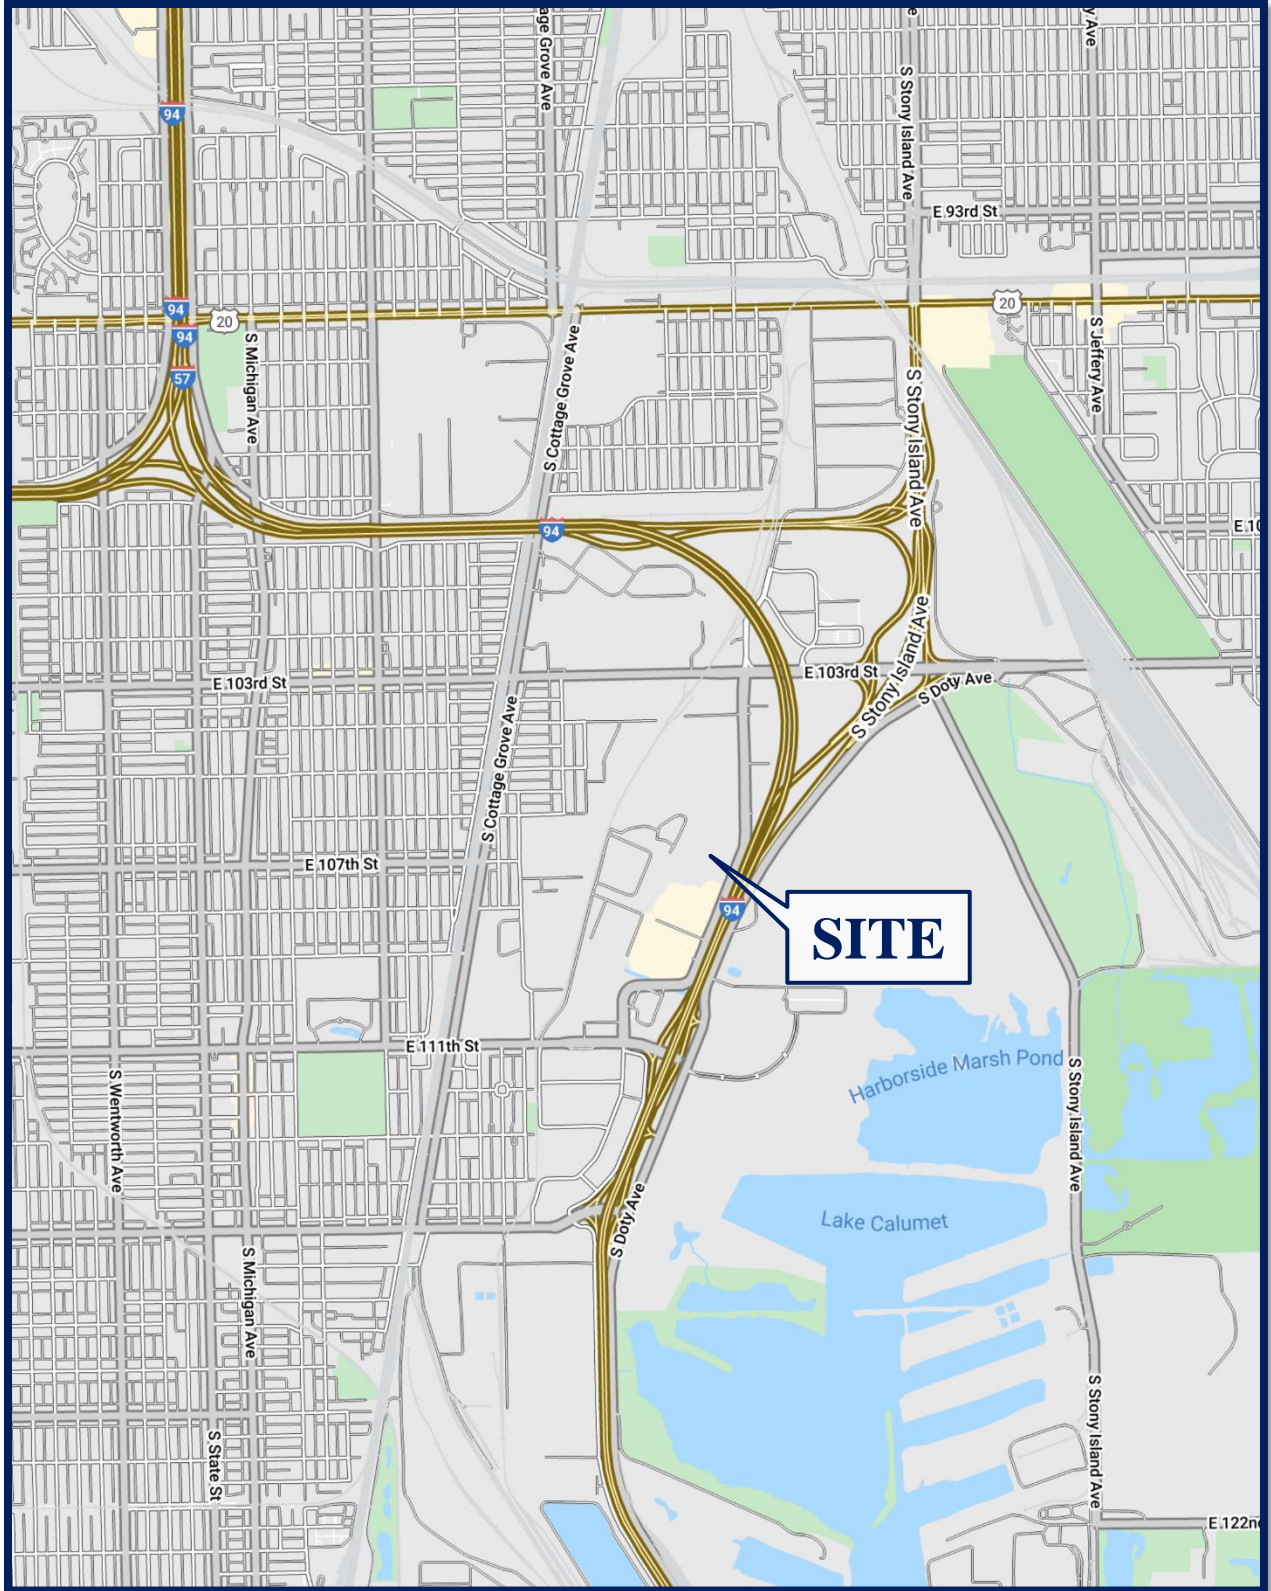 age Grove Ave
e
y Ave
S Stony Island Ave
94
E 93rd St
94
20
20
94
S Michigan Ave
S Cottage Grove Ave
S Jeffery Ave
57
S Stony Island Ave
94
E 10
S Stony Island Ave
E 103rd St
E 103rd St
S Doty Ave
S Cottage Grove Ave
E 107th St
94
SITE
E 111th St
Harborside Marsh Pond
S Wentworth Ave
S Stony Island Ave
S Doty Ave
Lake Calumet
S Michigan Ave
S State St
S Stony Island Ave
E 122n